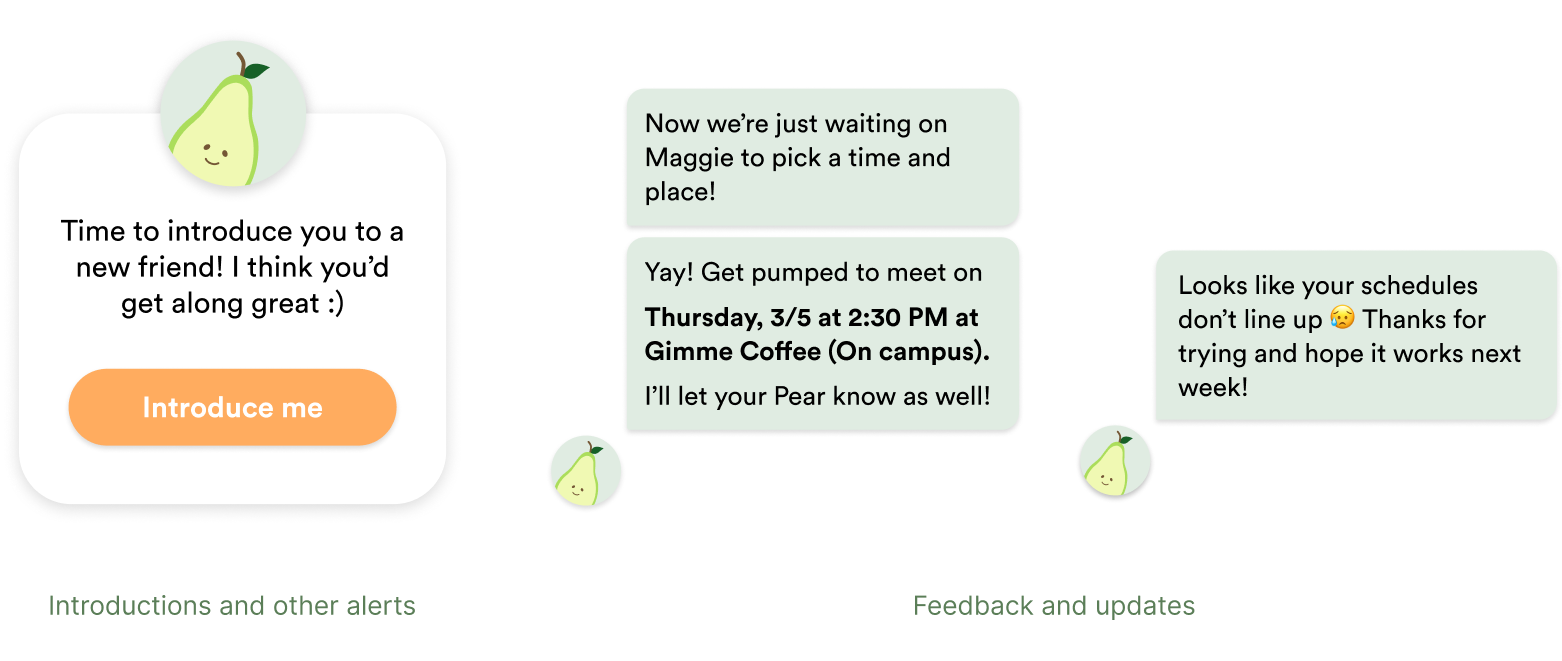 Time to introduce you to a
new friend! I think you’d
get along great :)
Introduce me
Now we’re just waiting on
Maggie to pick a time and
place!
Yay! Get pumped to meet on
Thursday, 3/5 at 2:30 PM at
Gimme Coffee (On campus).
I’ll let your Pear know as well!
Looks like your schedules
don’t line up 😥 Thanks for
trying and hope it works next
week!
Introductions and other alerts
Feedback and updates